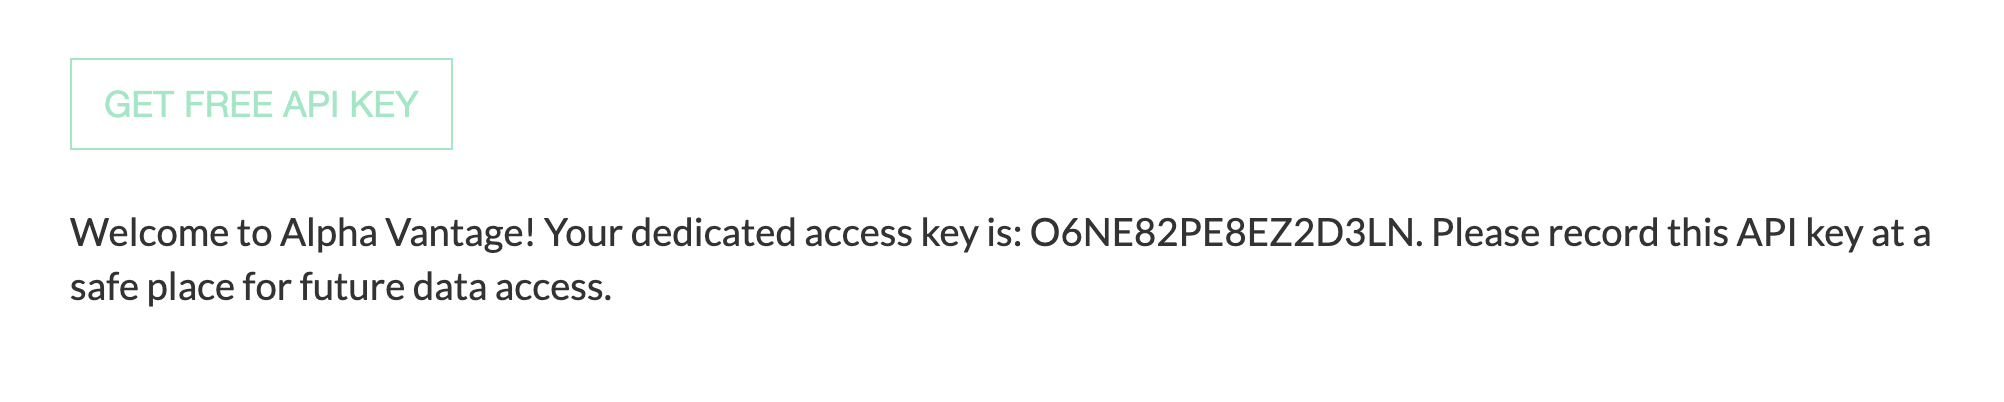 GET FREE API KEY
Welcome to Alpha Vantage! Your dedicated access key is: O6NE82PE8EZ2D3LN. Please record this API key at a
safe place for future data access.